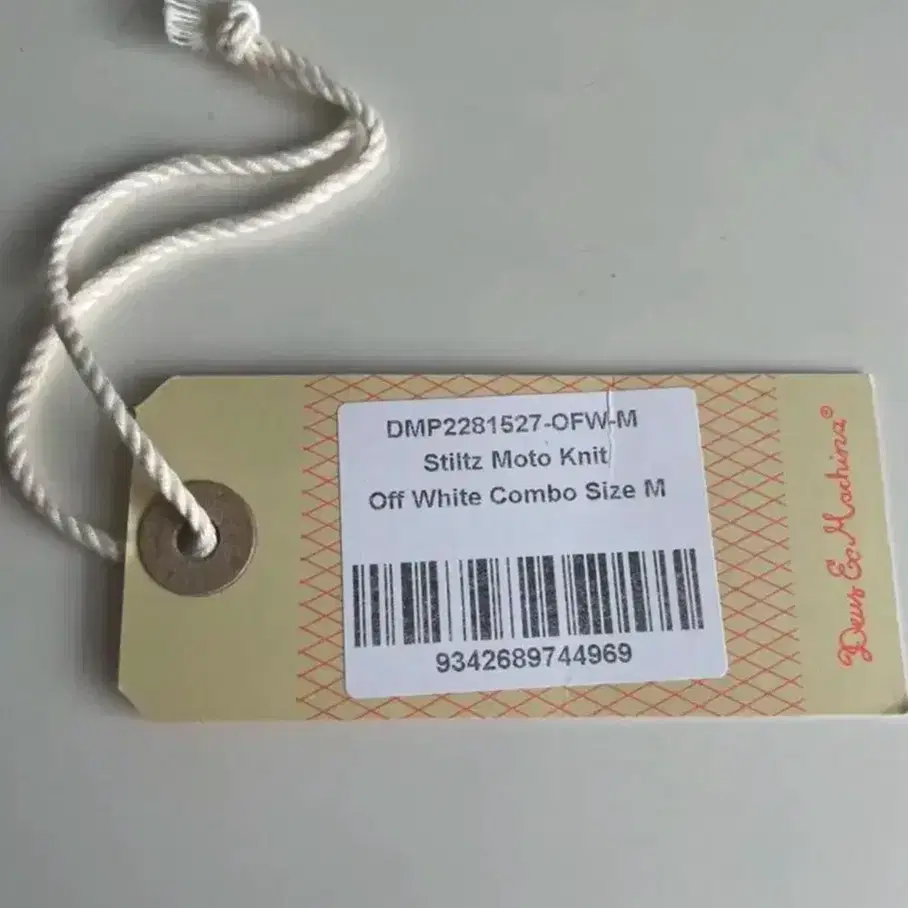 DMP2281527-OFW-M
Stiltz Moto Knit
Off White Combo Size M
9342689744969
Deus Ex Machina®